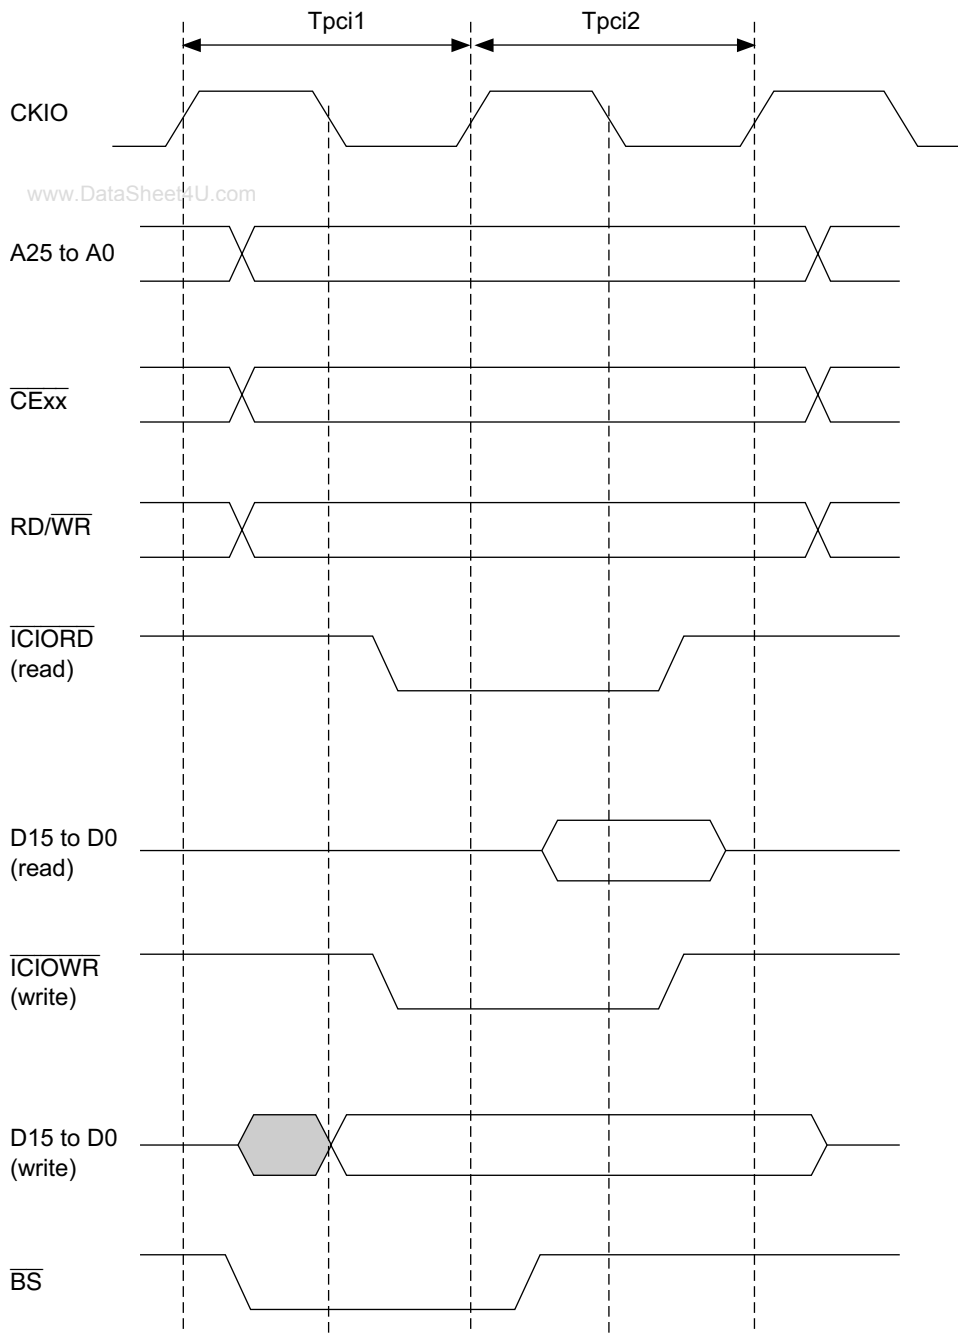 Tpci1 Tpci2
CKIO
www.DataSheet4U.com
A25 to A0
CExx
RD/WR
ICIORD
(read)
D15 to D0
(read)
ICIOWR
(write)
D15 to D0
(write)
BS